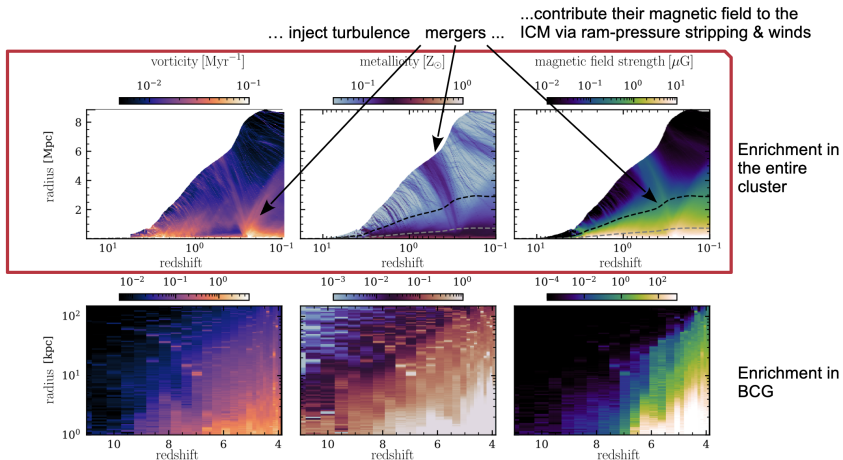 ... inject turbulence mergers ...
...contribute their magnetic field to the
ICM via ram-pressure stripping & winds
vorticity [Myr⁻¹] metallicity [Z☉] magnetic field strength [μG]
10⁻² 10⁻¹ 10⁻¹ 10⁰ 10⁻² 10⁻¹ 10⁰ 10¹
radius [Mpc]
8
6
4
2
10¹ 10⁰ 10⁻¹ 10¹ 10⁰ 10⁻¹ 10¹ 10⁰ 10⁻¹
redshift redshift redshift
Enrichment in
the entire
cluster
10⁻² 10⁻¹ 10⁰ 10⁻³ 10⁻² 10⁻¹ 10⁰ 10⁻⁴ 10⁻² 10⁰ 10²
radius [kpc]
10²
10¹
10⁰
10 8 6 4 10 8 6 4 10 8 6 4
redshift redshift redshift
Enrichment in
BCG